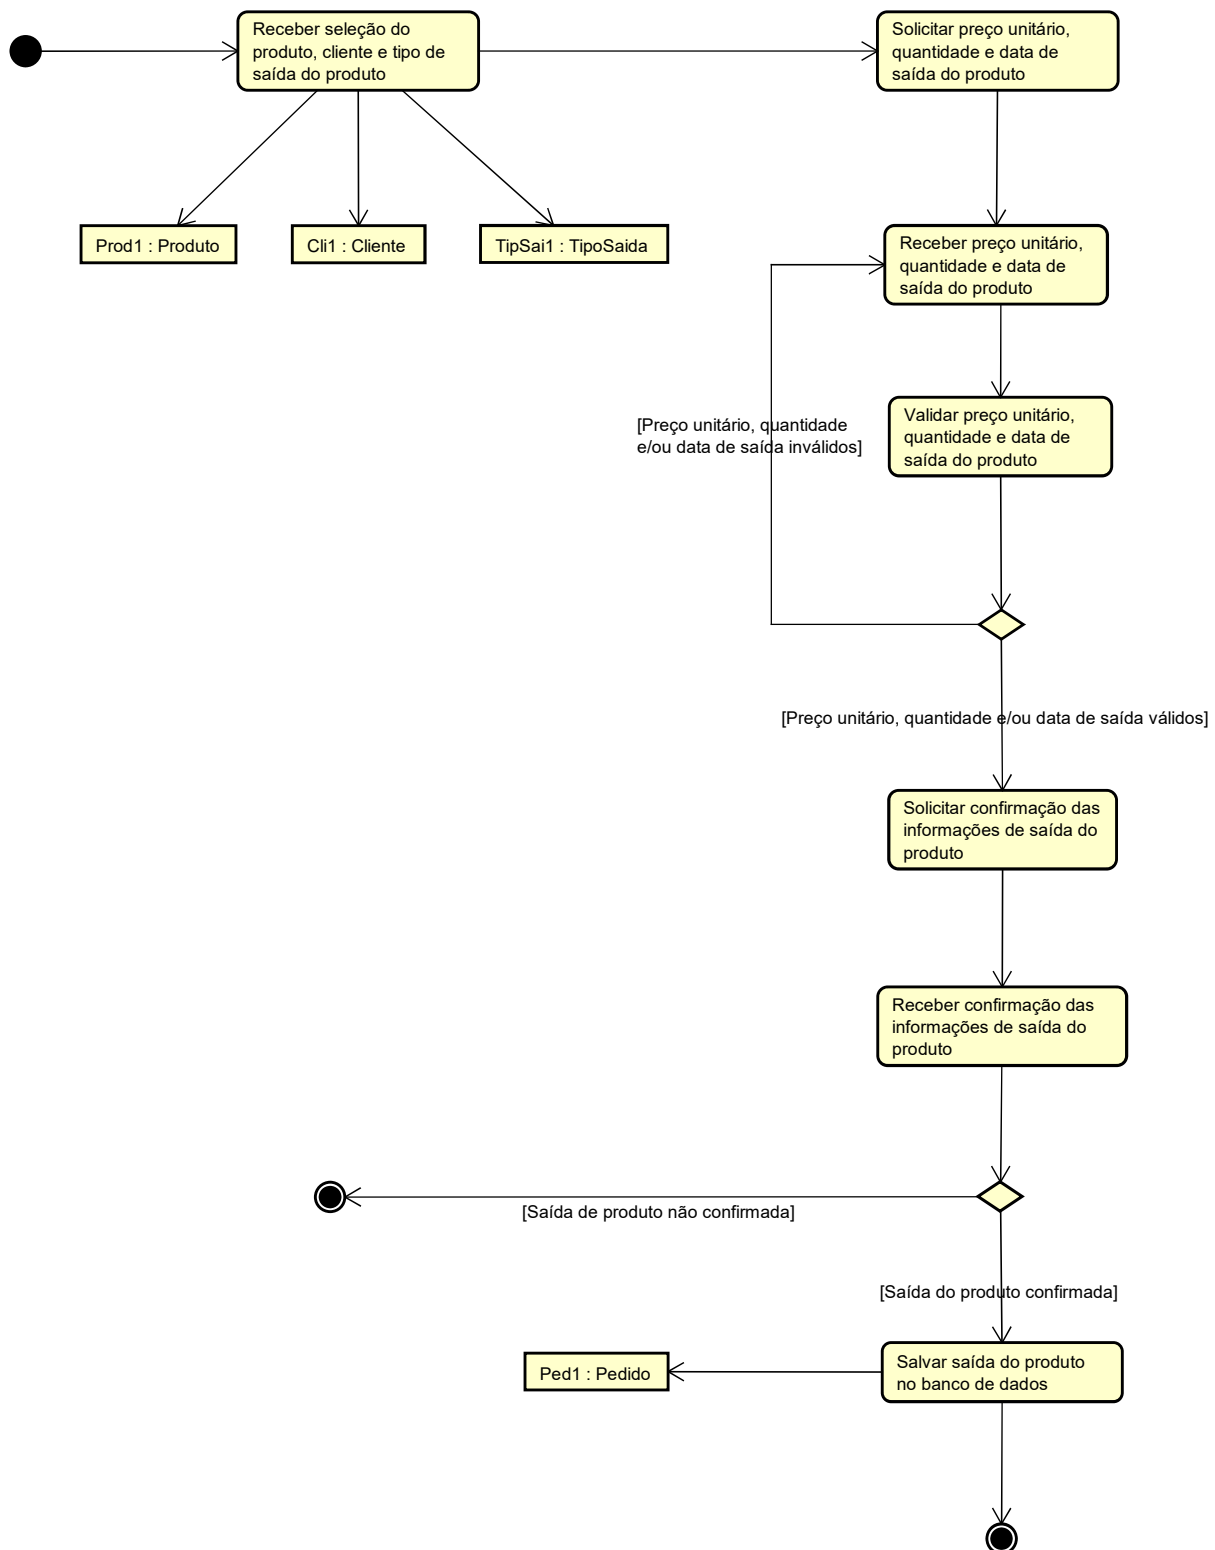 Receber seleção do
produto, cliente e tipo de
saída do produto
Solicitar preço unitário,
quantidade e data de
saída do produto
Prod1 : Produto
Cli1 : Cliente
TipSai1 : TipoSaida
Receber preço unitário,
quantidade e data de
saída do produto
[Preço unitário, quantidade
e/ou data de saída inválidos]
Validar preço unitário,
quantidade e data de
saída do produto
[Preço unitário, quantidade e/ou data de saída válidos]
Solicitar confirmação das
informações de saída do
produto
Receber confirmação das
informações de saída do
produto
[Saída de produto não confirmada]
[Saída do produto confirmada]
Ped1 : Pedido
Salvar saída do produto
no banco de dados